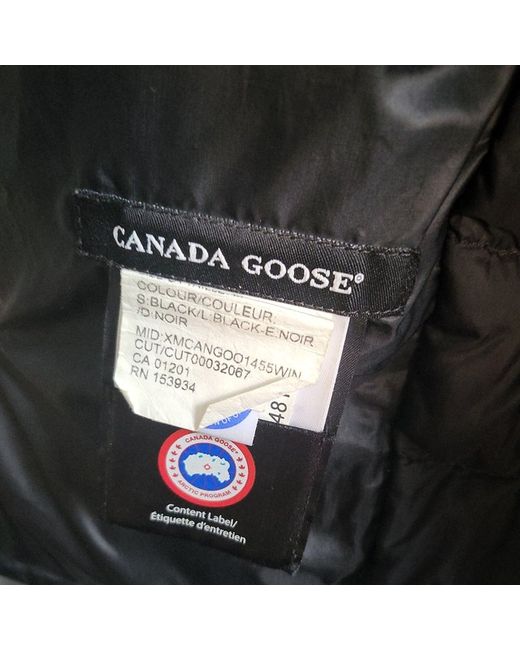 CANADA GOOSE®
COLOUR/COULEUR:
S:BLACK/L:BLACK-E:NOIR
/D:NOIR
MID:XMCANGOO1455WIN
CUT/CUT00032067
CA 01201
RN 153934
487
CANADA GOOSE®
ARCTIC PROGRAM
Content Label/
Étiquette d'entretien